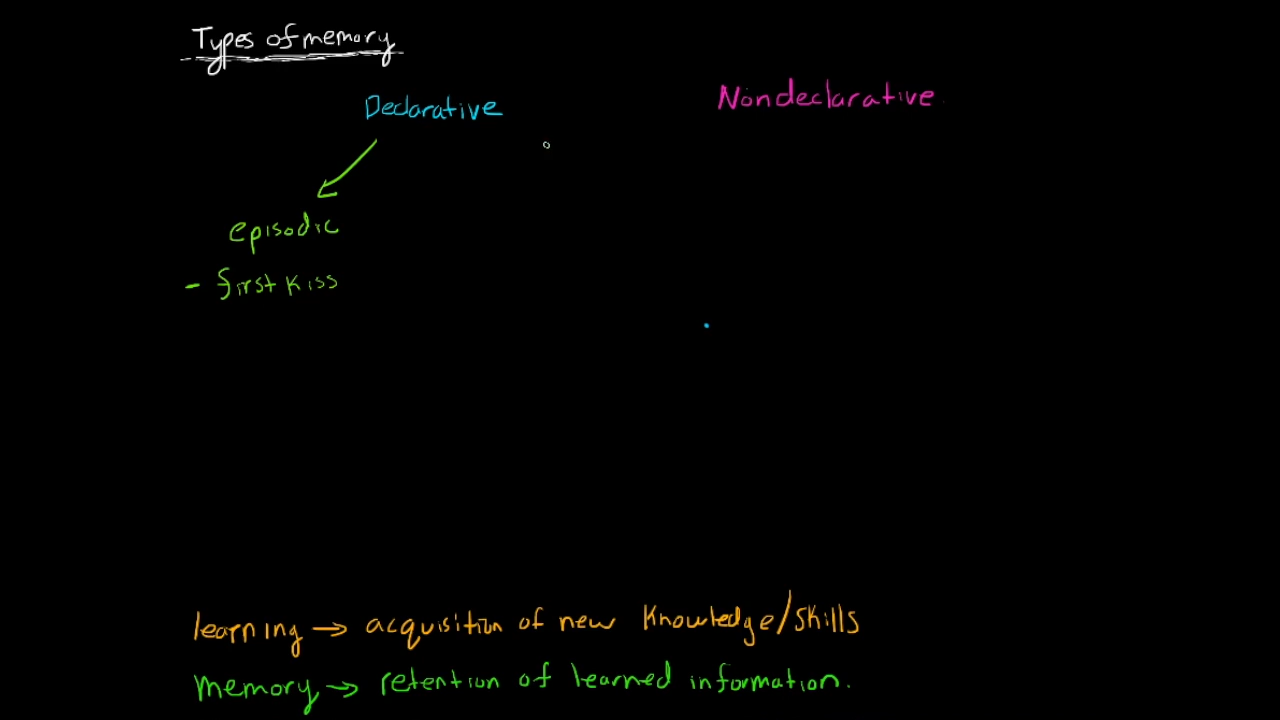 Types of memory
Declarative
Nondeclarative
episodic
- first kiss
learning → acquisition of new knowledge/skills
memory → retention of learned information.